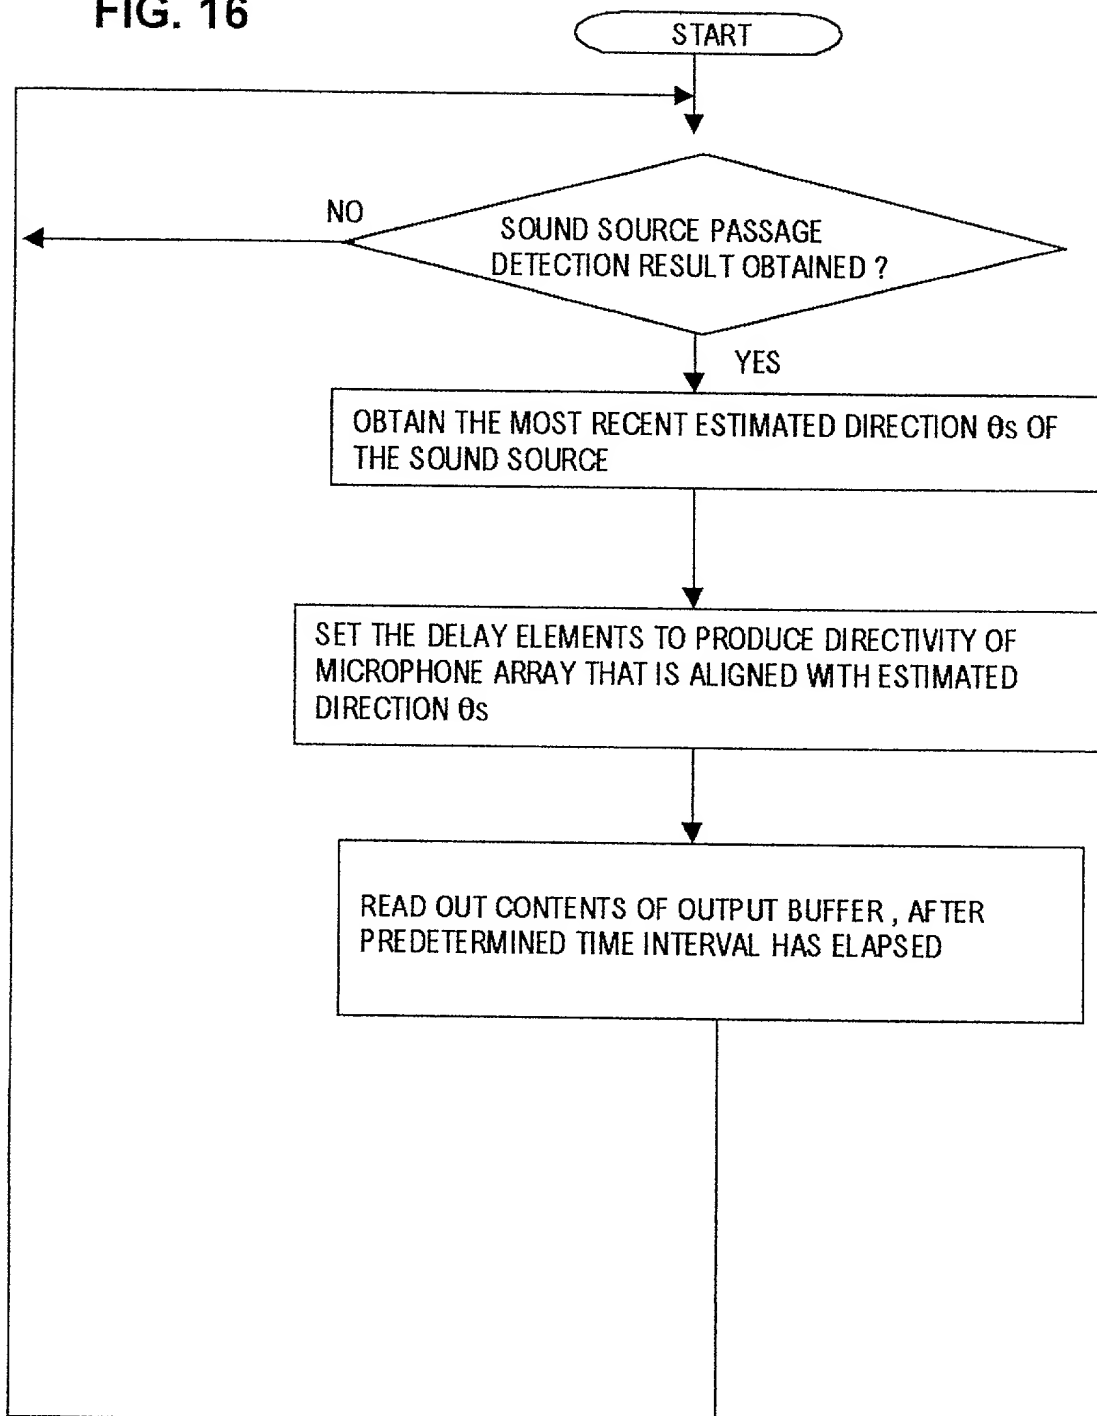 FIG. 16
START
NO
SOUND SOURCE PASSAGE
DETECTION RESULT OBTAINED ?
YES
OBTAIN THE MOST RECENT ESTIMATED DIRECTION θs OF
THE SOUND SOURCE
SET THE DELAY ELEMENTS TO PRODUCE DIRECTIVITY OF
MICROPHONE ARRAY THAT IS ALIGNED WITH ESTIMATED
DIRECTION θs
READ OUT CONTENTS OF OUTPUT BUFFER , AFTER
PREDETERMINED TIME INTERVAL HAS ELAPSED